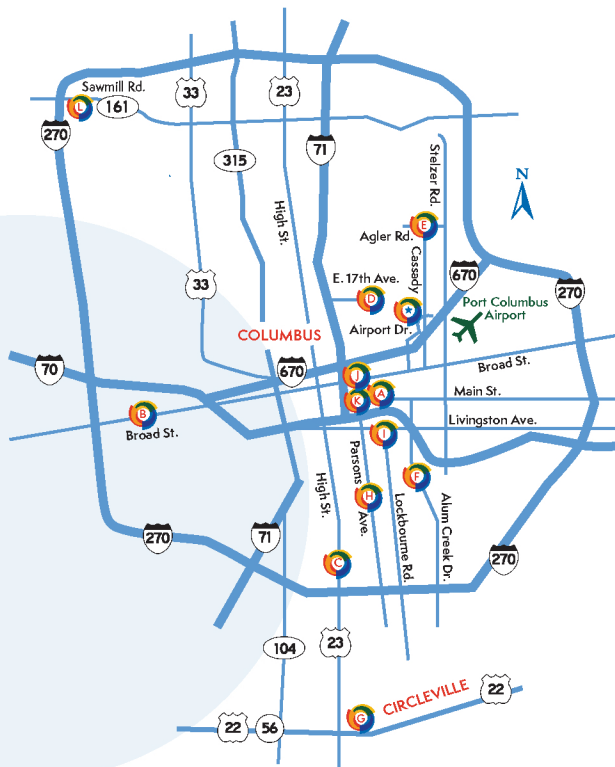 Sawmill Rd.
L
161
33
23
270
315
71
Stelzer Rd.
N
High St.
Agler Rd.
E
Cassady
E. 17th Ave.
D
670
270
33
Port Columbus
Airport
COLUMBUS
Airport Dr.
70
670
Broad St.
J
A
Main St.
K
B
Broad St.
I
Livingston Ave.
High St.
Parsons
Ave.
F
H
Lockbourne Rd.
Alum Creek Dr.
270
71
270
C
104
23
CIRCLEVILLE
22
22
56
G